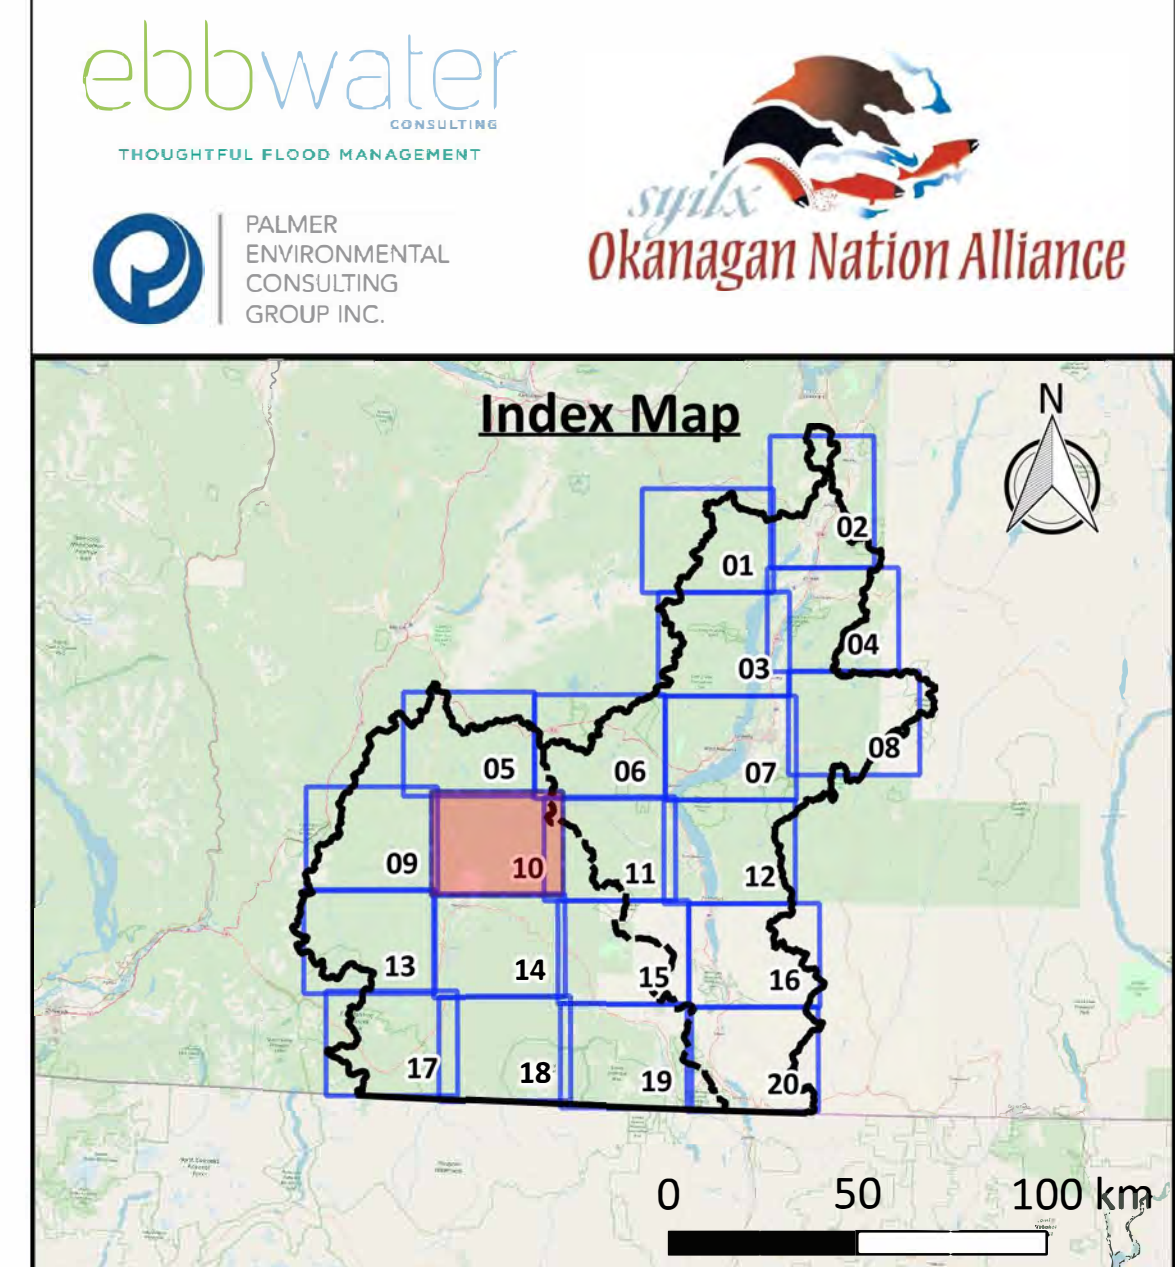 ebbwater
CONSULTING
THOUGHTFUL FLOOD MANAGEMENT
syilx
Okanagan Nation Alliance
PALMER
ENVIRONMENTAL
CONSULTING
GROUP INC.
Index Map
N
02
01
04
03
08
05
06
07
09
10
11
12
13
14
15
16
17
18
19
20
0 50 100 km